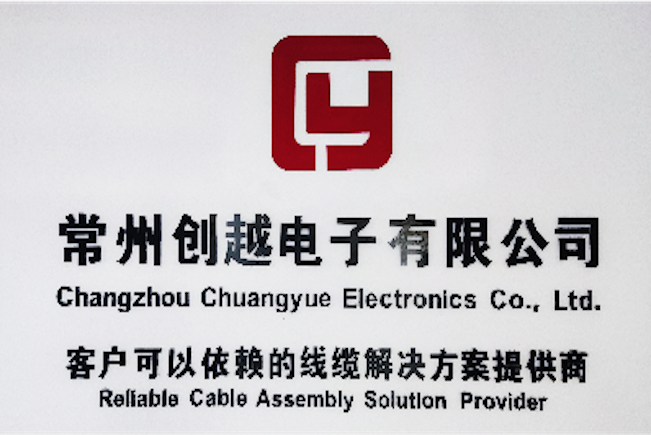 常州创越电子有限公司
Changzhou Chuangyue Electronics Co., Ltd.
客户可以依赖的线缆解决方案提供商
Reliable Cable Assembly Solution Provider